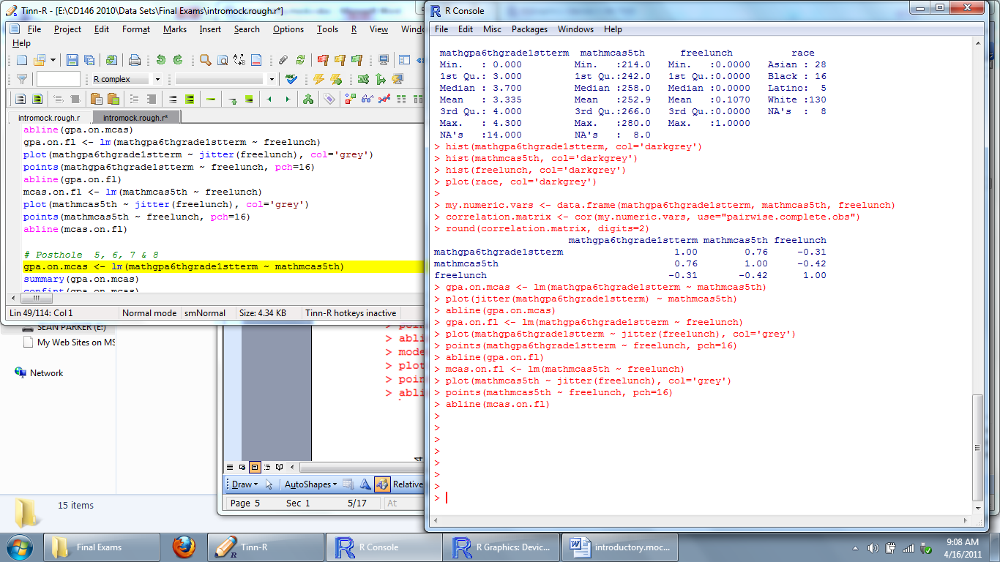 Tinn-R - [E:\CD146 2010\Data Sets\Final Exams\intromock.rough.r*]
File Project Edit Format Marks Insert Search Options Tools R View Windo
Help
R complex
intromock.rough.r intromock.rough.r*
abline(gpa.on.mcas)
gpa.on.fl <- lm(mathgpa6thgrade1stterm ~ freelunch)
plot(mathgpa6thgrade1stterm ~ jitter(freelunch), col='grey')
points(mathgpa6thgrade1stterm ~ freelunch, pch=16)
abline(gpa.on.fl)
mcas.on.fl <- lm(mathmcas5th ~ freelunch)
plot(mathmcas5th ~ jitter(freelunch), col='grey')
points(mathmcas5th ~ freelunch, pch=16)
abline(mcas.on.fl)
# Posthole 5, 6, 7 & 8
gpa.on.mcas <- lm(mathgpa6thgrade1stterm ~ mathmcas5th)
summary(gpa.on.mcas)
confint(gpa.on.mcas)
Lin 49/114: Col 1 Normal mode smNormal Size: 4.34 KB Tinn-R hotkeys inactive
SEAN PARKER (E:)
My Web Sites on MS
Network
15 items
> abli
> mode
> plot
> poin
> abli
Draw AutoShapes Relative
Page 5 Sec 1 5/17 At
R Console
File Edit Misc Packages Windows Help
mathgpa6thgrade1stterm mathmcas5th freelunch race
Min. : 0.000 Min. :214.0 Min. :0.0000 Asian : 28
1st Qu.: 3.000 1st Qu.:242.0 1st Qu.:0.0000 Black : 16
Median : 3.700 Median :258.0 Median :0.0000 Latino: 5
Mean : 3.335 Mean :252.9 Mean :0.1070 White :130
3rd Qu.: 4.000 3rd Qu.:266.0 3rd Qu.:0.0000 NA's : 8
Max. : 4.300 Max. :280.0 Max. :1.0000
NA's :14.000 NA's : 8.0
> hist(mathgpa6thgrade1stterm, col='darkgrey')
> hist(mathmcas5th, col='darkgrey')
> hist(freelunch, col='darkgrey')
> plot(race, col='darkgrey')
>
> my.numeric.vars <- data.frame(mathgpa6thgrade1stterm, mathmcas5th, freelunch)
> correlation.matrix <- cor(my.numeric.vars, use="pairwise.complete.obs")
> round(correlation.matrix, digits=2)
mathgpa6thgrade1stterm mathmcas5th freelunch
mathgpa6thgrade1stterm 1.00 0.76 -0.31
mathmcas5th 0.76 1.00 -0.42
freelunch -0.31 -0.42 1.00
> gpa.on.mcas <- lm(mathgpa6thgrade1stterm ~ mathmcas5th)
> plot(jitter(mathgpa6thgrade1stterm) ~ mathmcas5th)
> abline(gpa.on.mcas)
> gpa.on.fl <- lm(mathgpa6thgrade1stterm ~ freelunch)
> plot(mathgpa6thgrade1stterm ~ jitter(freelunch), col='grey')
> points(mathgpa6thgrade1stterm ~ freelunch, pch=16)
> abline(gpa.on.fl)
> mcas.on.fl <- lm(mathmcas5th ~ freelunch)
> plot(mathmcas5th ~ jitter(freelunch), col='grey')
> points(mathmcas5th ~ freelunch, pch=16)
> abline(mcas.on.fl)
>
>
>
>
>
>
>
>
Final Exams Tinn-R R Console R Graphics: Devic... introductory.moc...
9:08 AM
4/16/2011